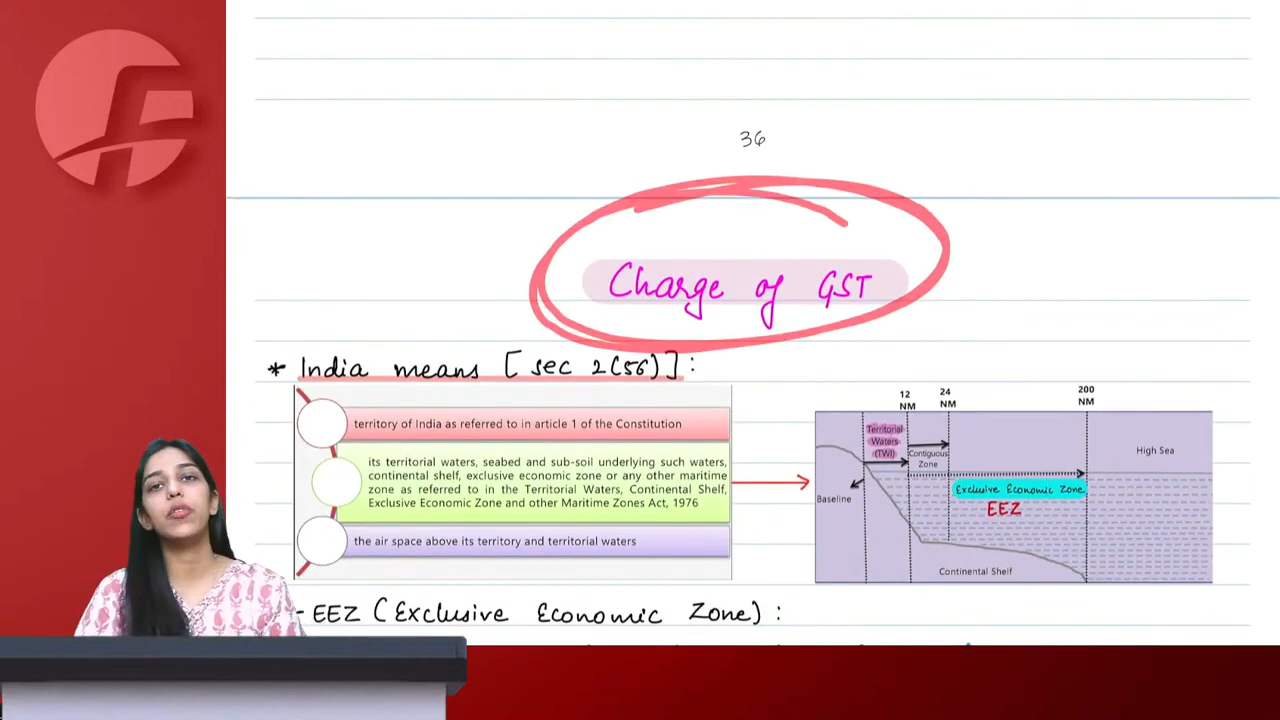 36
Charge of GST
* India means [sec 2(56)]:
territory of India as referred to in article 1 of the Constitution
its territorial waters, seabed and sub-soil underlying such waters,
continental shelf, exclusive economic zone or any other maritime
zone as referred to in the Territorial Waters, Continental Shelf,
Exclusive Economic Zone and other Maritime Zones Act, 1976
the air space above its territory and territorial waters
12
NM
24
NM
200
NM
Territorial
Waters
(TWI)
Contiguous
Zone
High Sea
Baseline
Exclusive Economic Zone
EEZ
Continental Shelf
- EEZ (Exclusive Economic Zone):